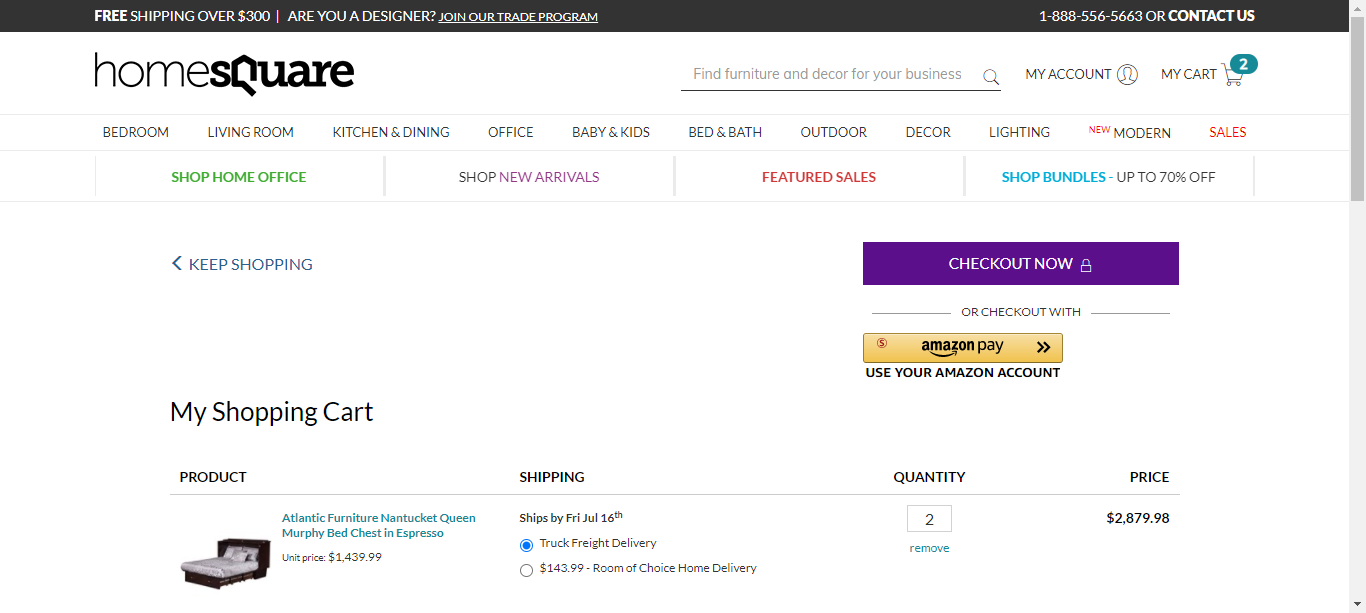 FREE SHIPPING OVER $300 | ARE YOU A DESIGNER? JOIN OUR TRADE PROGRAM
1-888-556-5663 OR CONTACT US
homesquare
Find furniture and decor for your business
MY ACCOUNT
MY CART
2
BEDROOM
LIVING ROOM
KITCHEN & DINING
OFFICE
BABY & KIDS
BED & BATH
OUTDOOR
DECOR
LIGHTING
NEW MODERN
SALES
SHOP HOME OFFICE
SHOP NEW ARRIVALS
FEATURED SALES
SHOP BUNDLES - UP TO 70% OFF
KEEP SHOPPING
CHECKOUT NOW
OR CHECKOUT WITH
S
amazon pay
USE YOUR AMAZON ACCOUNT
My Shopping Cart
PRODUCT
SHIPPING
QUANTITY
PRICE
Atlantic Furniture Nantucket Queen
Murphy Bed Chest in Espresso
Unit price: $1,439.99
Ships by Fri Jul 16th
Truck Freight Delivery
$143.99 - Room of Choice Home Delivery
2
remove
$2,879.98